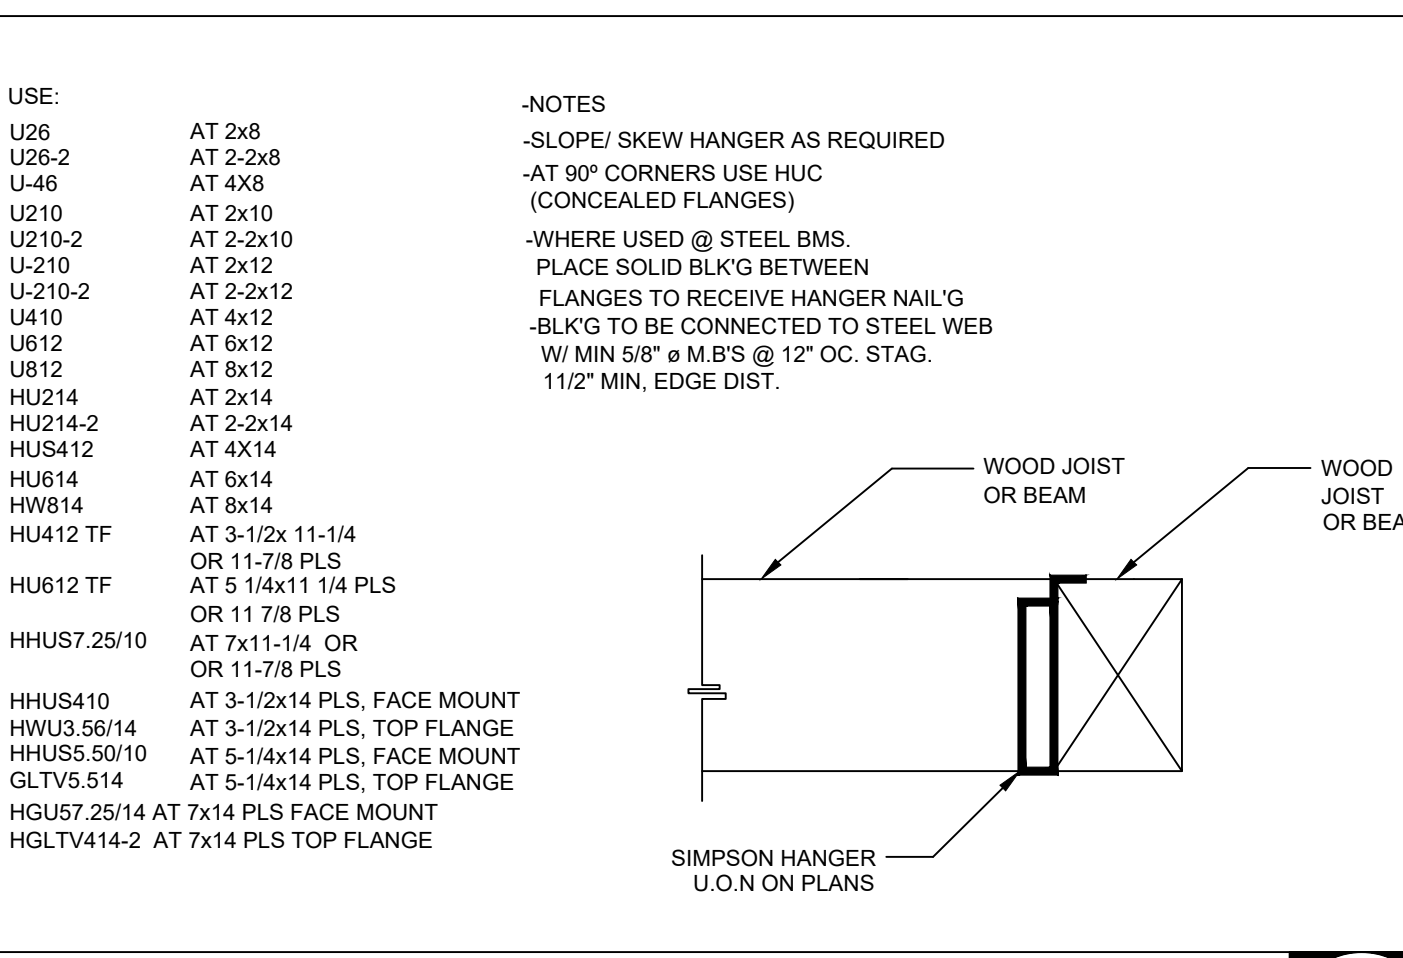 USE:
U26 AT 2x8
U26-2 AT 2-2x8
U-46 AT 4X8
U210 AT 2x10
U210-2 AT 2-2x10
U-210 AT 2x12
U-210-2 AT 2-2x12
U410 AT 4x12
U612 AT 6x12
U812 AT 8x12
HU214 AT 2x14
HU214-2 AT 2-2x14
HUS412 AT 4X14
HU614 AT 6x14
HW814 AT 8x14
HU412 TF AT 3-1/2x 11-1/4
OR 11-7/8 PLS
HU612 TF AT 5 1/4x11 1/4 PLS
OR 11 7/8 PLS
HHUS7.25/10 AT 7x11-1/4 OR
OR 11-7/8 PLS
HHUS410 AT 3-1/2x14 PLS, FACE MOUNT
HWU3.56/14 AT 3-1/2x14 PLS, TOP FLANGE
HHUS5.50/10 AT 5-1/4x14 PLS, FACE MOUNT
GLTV5.514 AT 5-1/4x14 PLS, TOP FLANGE
HGU57.25/14 AT 7x14 PLS FACE MOUNT
HGLTV414-2 AT 7x14 PLS TOP FLANGE
-NOTES
-SLOPE/ SKEW HANGER AS REQUIRED
-AT 90º CORNERS USE HUC
(CONCEALED FLANGES)
-WHERE USED @ STEEL BMS.
PLACE SOLID BLK'G BETWEEN
FLANGES TO RECEIVE HANGER NAIL'G
-BLK'G TO BE CONNECTED TO STEEL WEB
W/ MIN 5/8" ø M.B'S @ 12" OC. STAG.
11/2" MIN, EDGE DIST.
WOOD JOIST
OR BEAM
WOOD
JOIST
OR BEA
SIMPSON HANGER
U.O.N ON PLANS